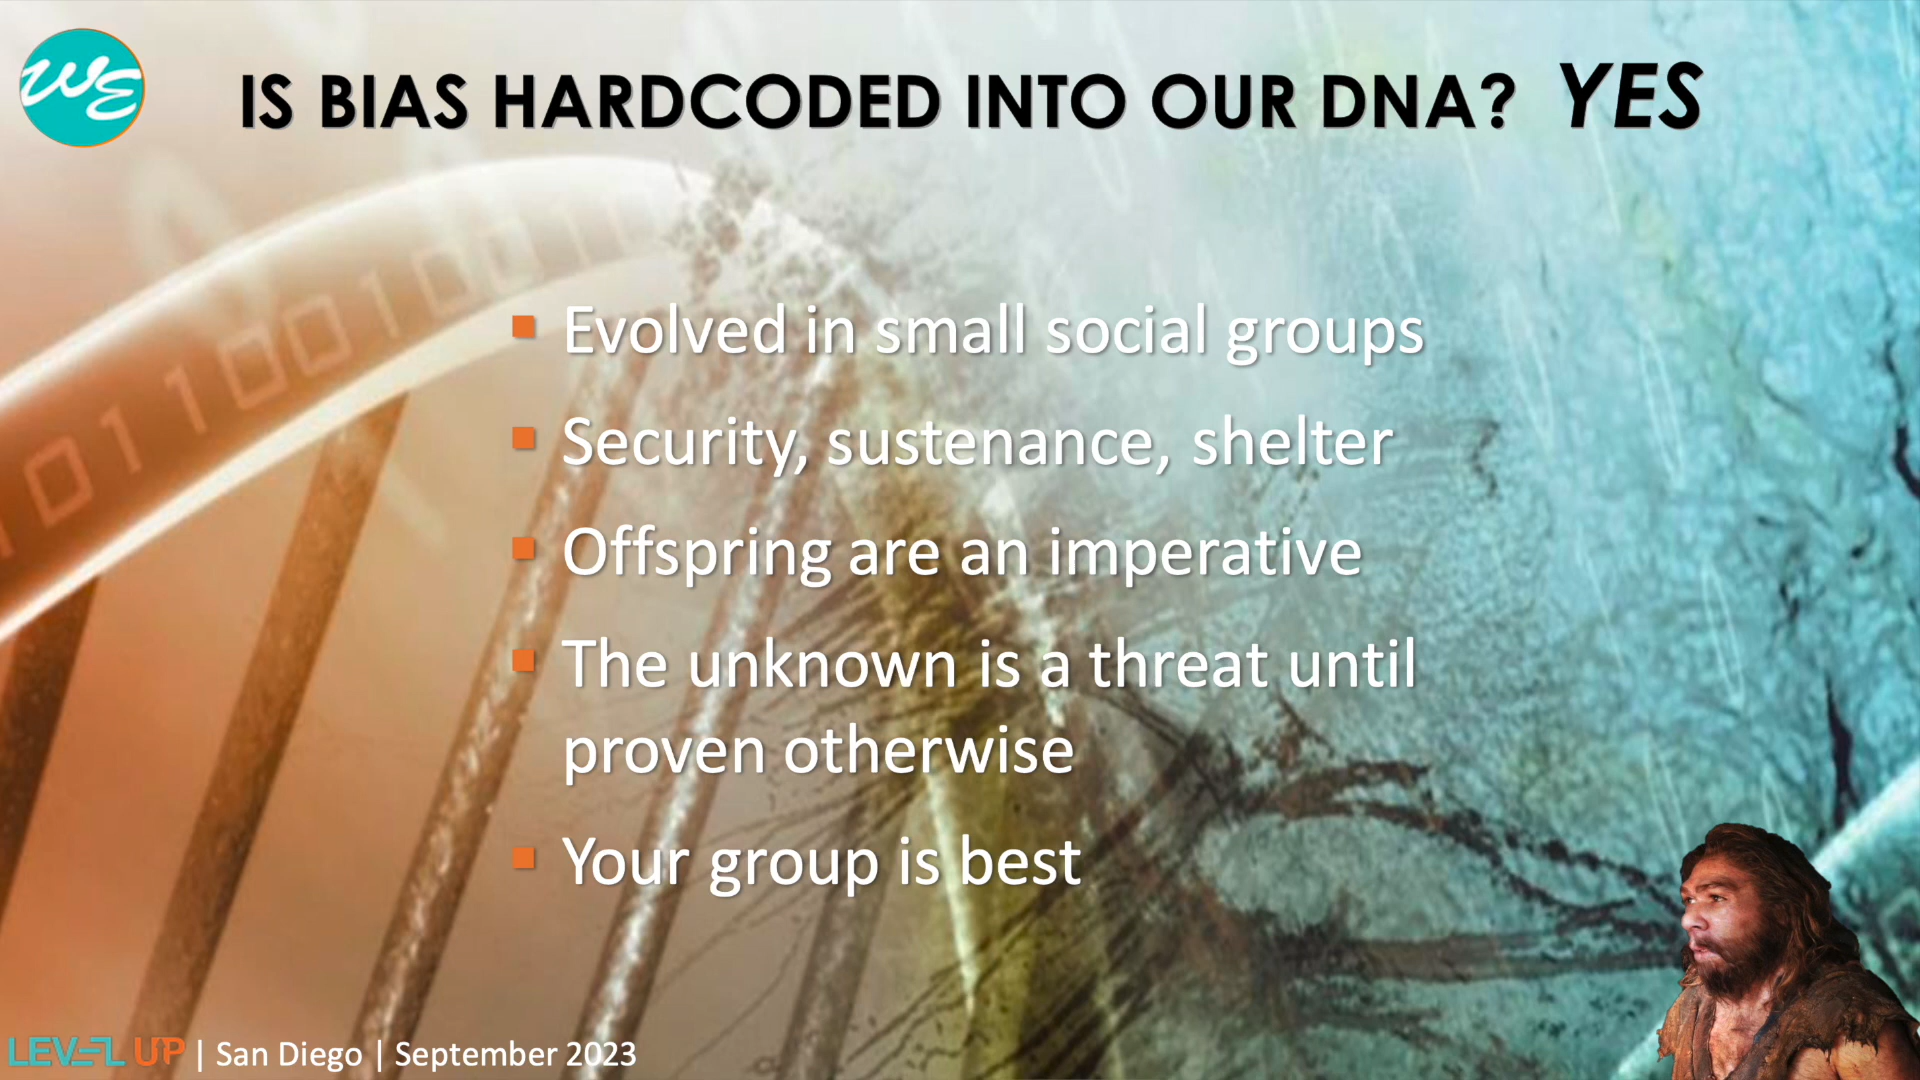 WE
IS BIAS HARDCODED INTO OUR DNA? YES
01100100110
Evolved in small social groups
Security, sustenance, shelter
Offspring are an imperative
The unknown is a threat until
proven otherwise
Your group is best
LEVEL UP | San Diego | September 2023